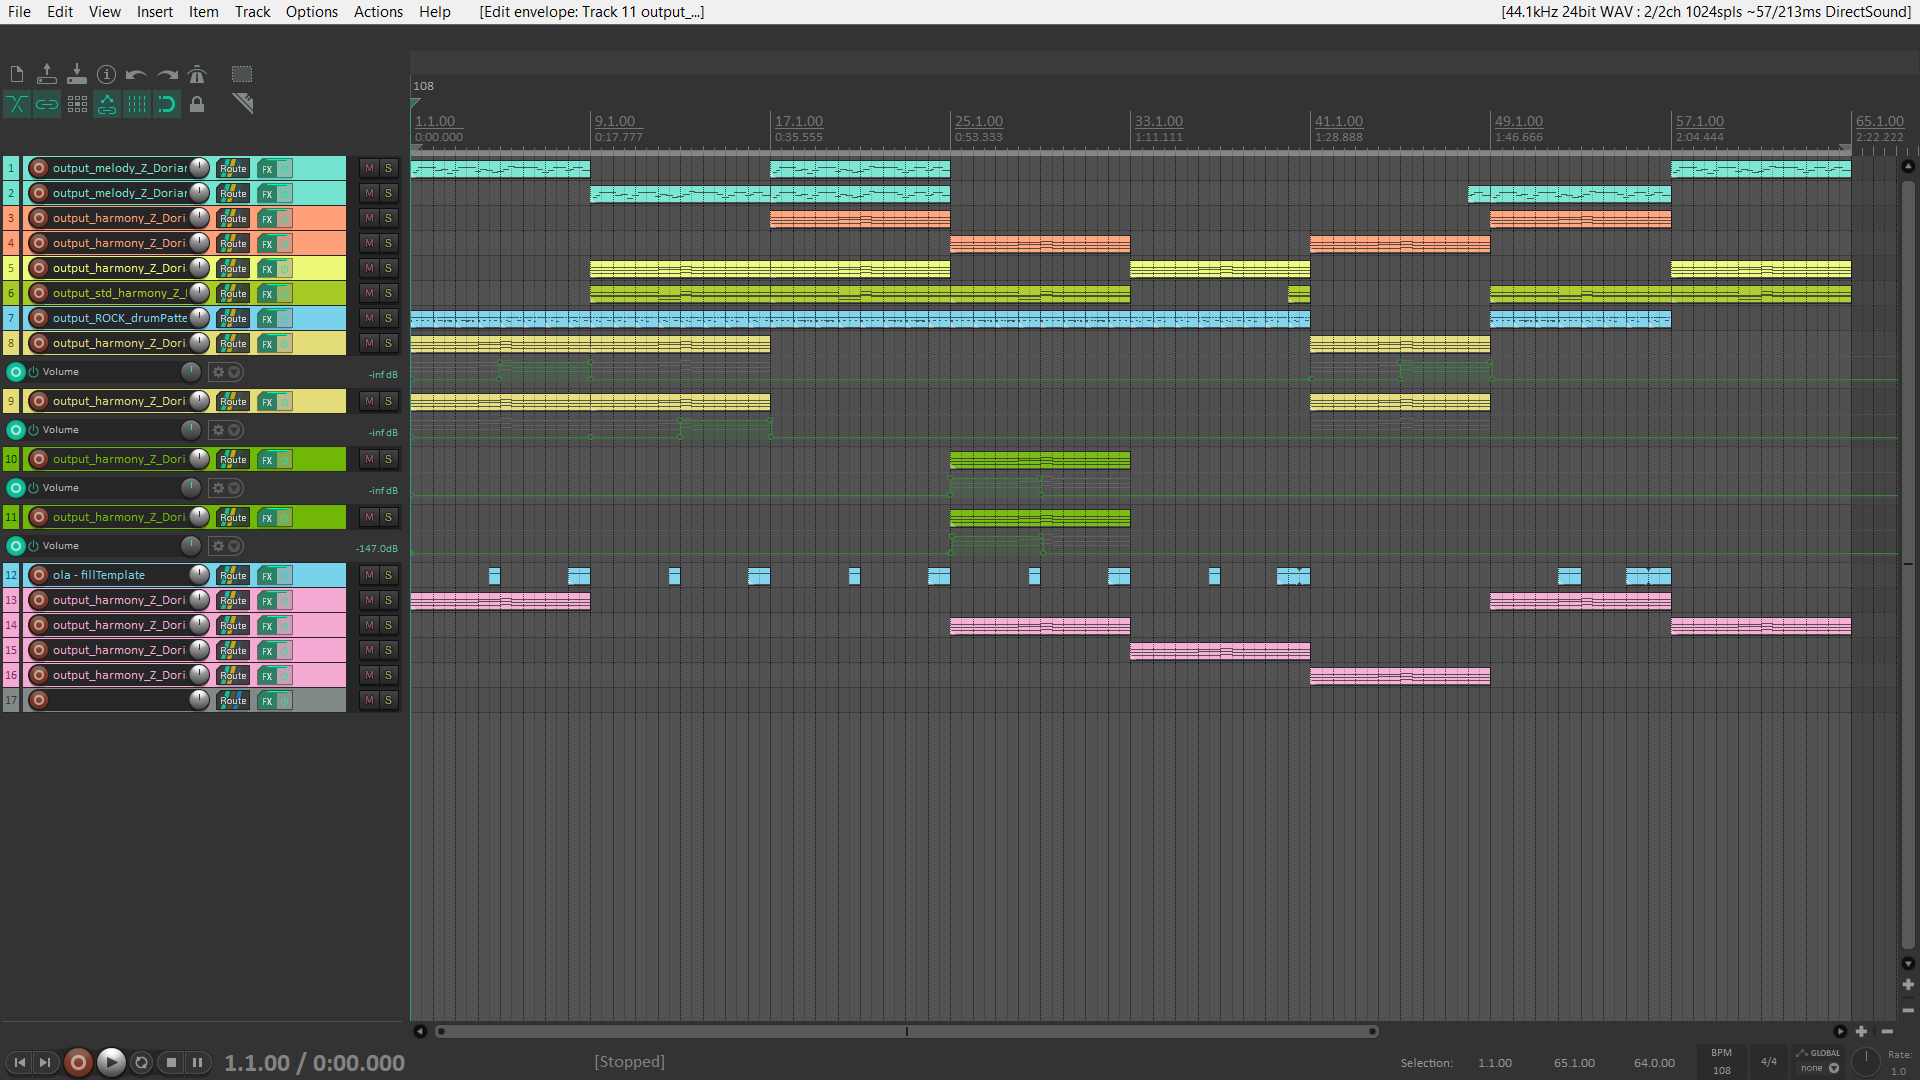 File Edit View Insert Item Track Options Actions Help [Edit envelope: Track 11 output_...] [44.1kHz 24bit WAV : 2/2ch 1024spls ~57/213ms DirectSound]
108
1.1.00 9.1.00 17.1.00 25.1.00 33.1.00 41.1.00 49.1.00 57.1.00 65.1.00
0:00.000 0:17.777 0:35.555 0:53.333 1:11.111 1:28.888 1:46.666 2:04.444 2:22.222
1 output_melody_Z_Dorian Route FX M S
2 output_melody_Z_Dorian Route FX M S
3 output_harmony_Z_Dori Route FX M S
4 output_harmony_Z_Dori Route FX M S
5 output_harmony_Z_Dori Route FX M S
6 output_std_harmony_Z_ Route FX M S
7 output_ROCK_drumPatte Route FX M S
8 output_harmony_Z_Dori Route FX M S
Volume -inf dB
9 output_harmony_Z_Dori Route FX M S
Volume -inf dB
10 output_harmony_Z_Dori Route FX M S
Volume -inf dB
11 output_harmony_Z_Dori Route FX M S
Volume -147.0dB
12 ola - fillTemplate Route FX M S
13 output_harmony_Z_Dori Route FX M S
14 output_harmony_Z_Dori Route FX M S
15 output_harmony_Z_Dori Route FX M S
16 output_harmony_Z_Dori Route FX M S
17 Route FX M S
1.1.00 / 0:00.000 [Stopped] Selection: 1.1.00 65.1.00 64.0.00 BPM 108 4/4 GLOBAL none Rate: 1.0